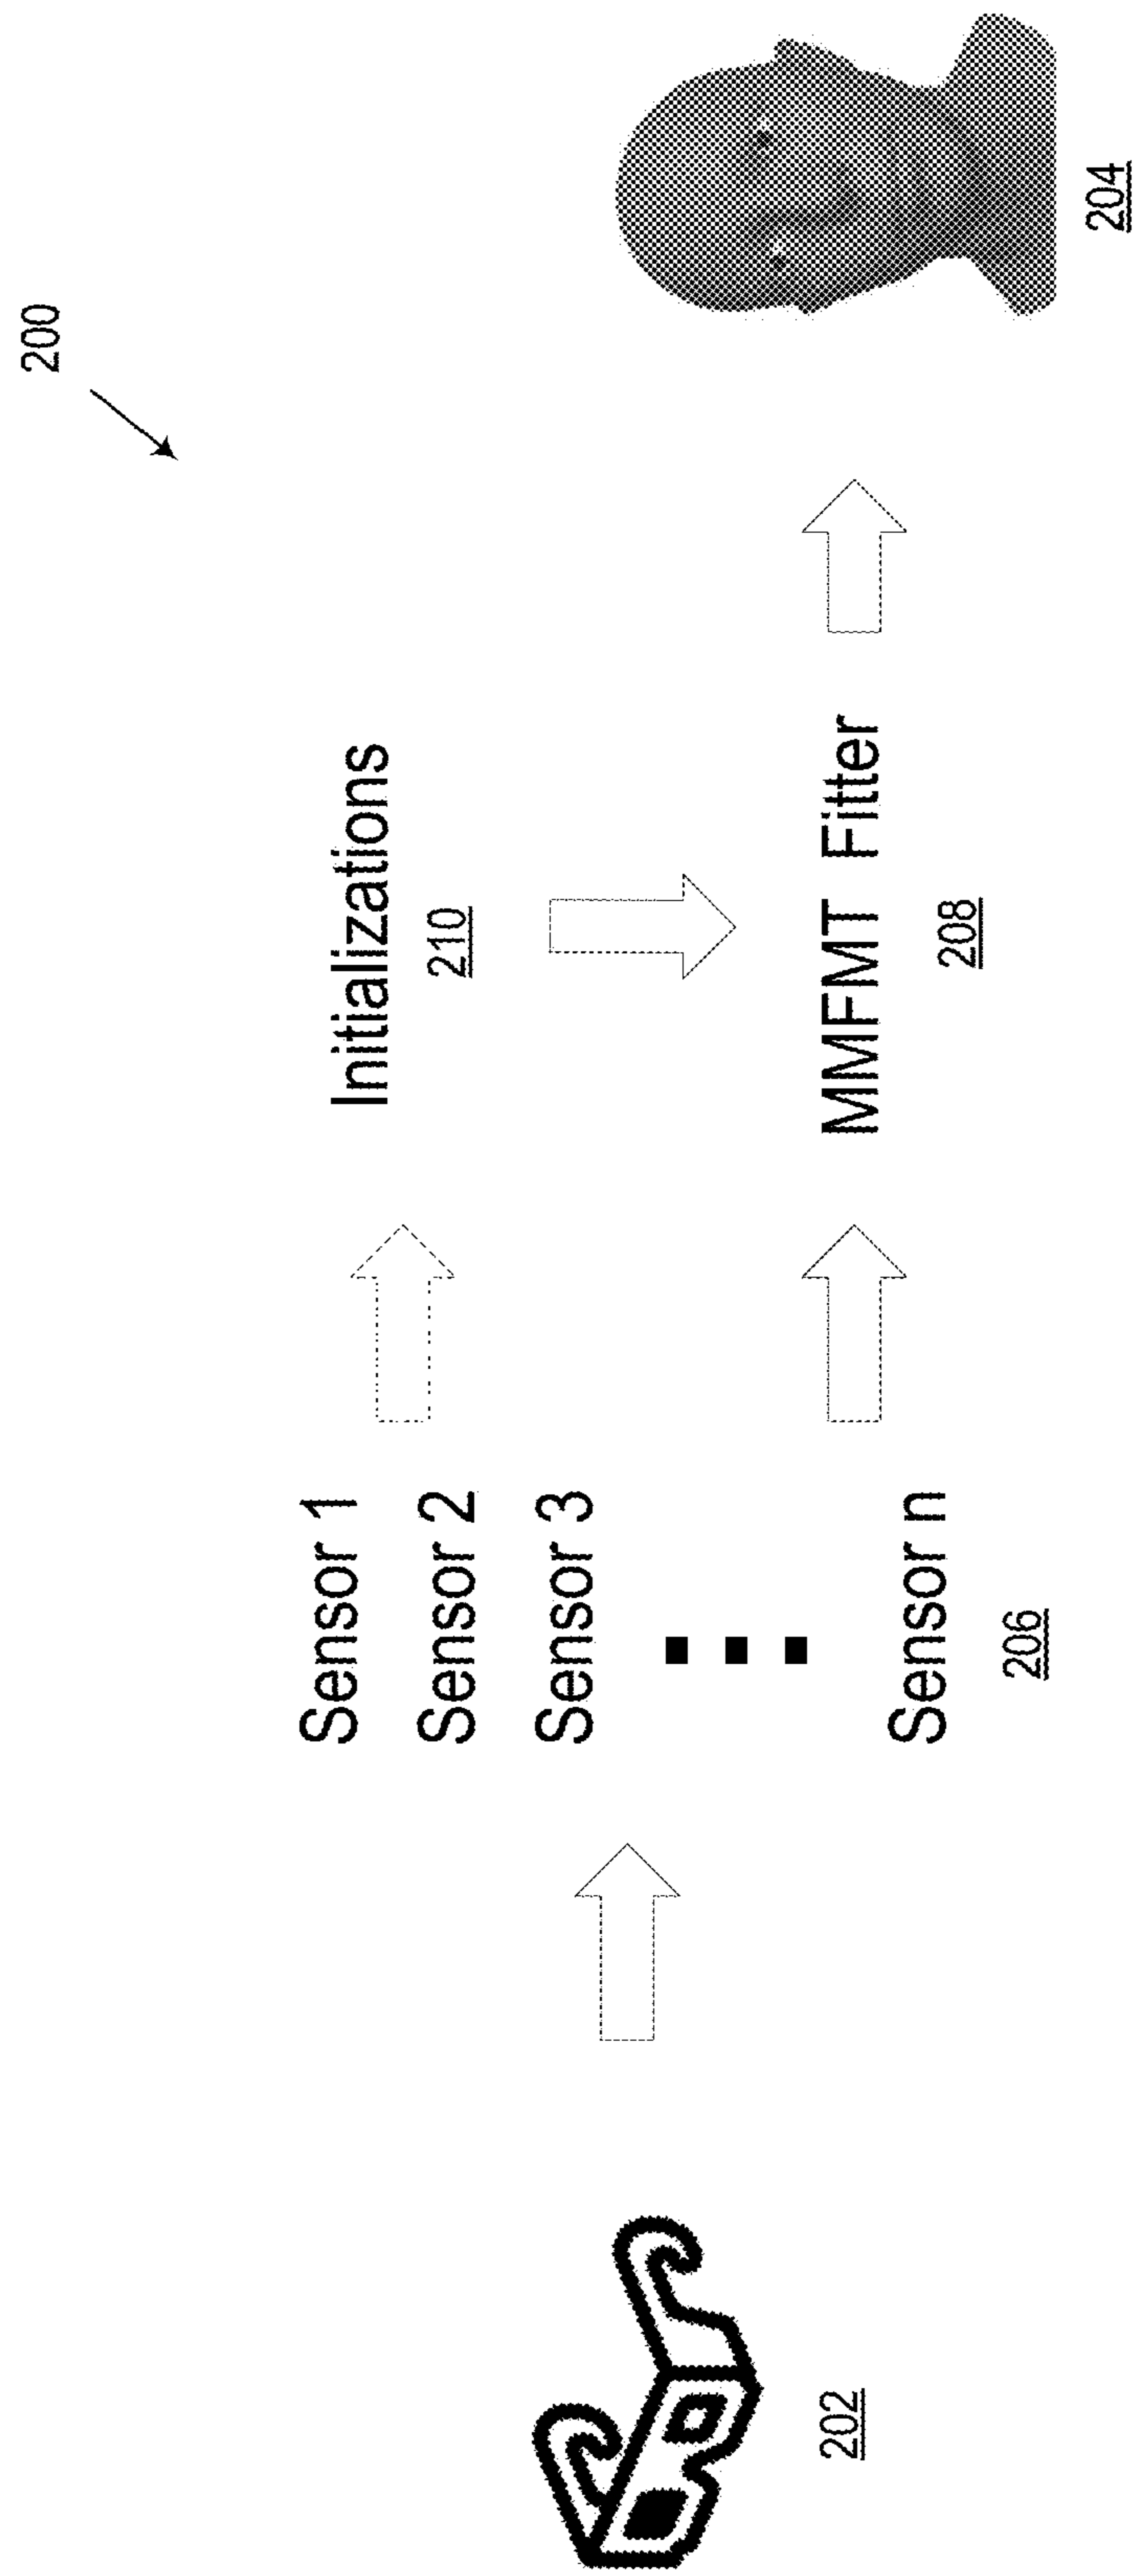 200
Sensor 1
Sensor 2
Sensor 3
Sensor n
206
Initializations
210
MMFMT Fitter
208
202
204